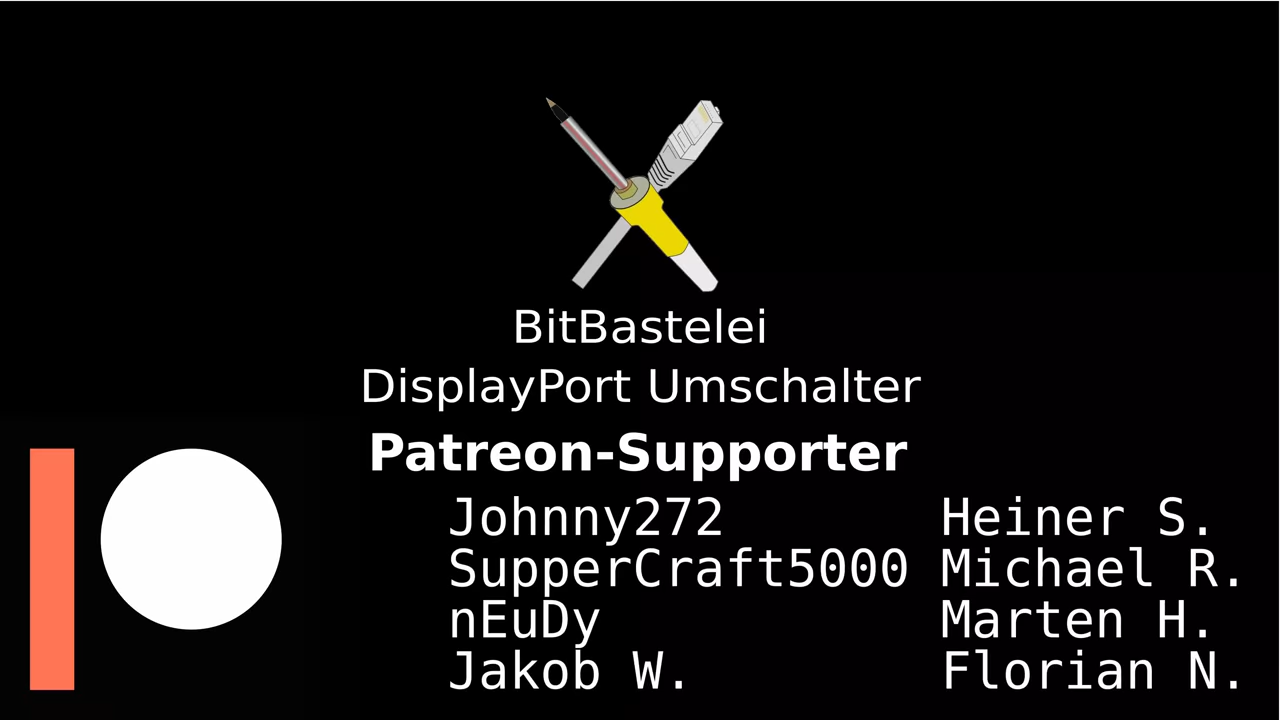 BitBastelei
DisplayPort Umschalter
Patreon-Supporter
Johnny272 Heiner S.
SupperCraft5000 Michael R.
nEuDy Marten H.
Jakob W. Florian N.